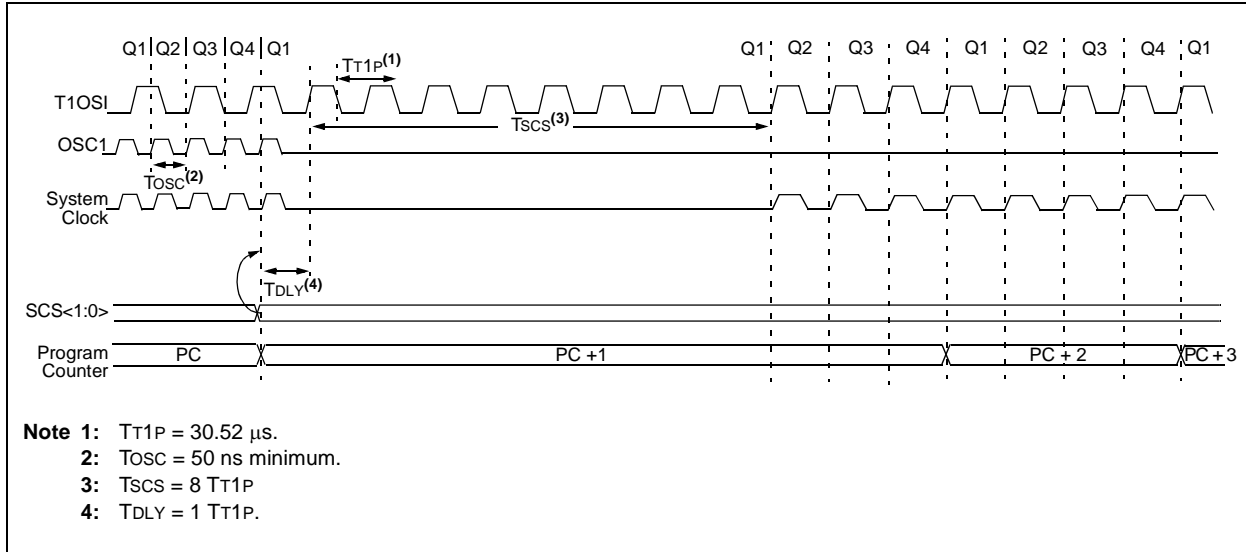 Q1 Q2 Q3 Q4 Q1 Q1 Q2 Q3 Q4 Q1 Q2 Q3 Q4 Q1
TT1P(1)
T1OSI
TSCS(3)
OSC1
TOSC(2)
System
Clock
TDLY(4)
SCS<1:0>
Program
Counter
PC PC +1 PC + 2 PC + 3
Note 1: TT1P = 30.52 μs.
2: TOSC = 50 ns minimum.
3: TSCS = 8 TT1P
4: TDLY = 1 TT1P.